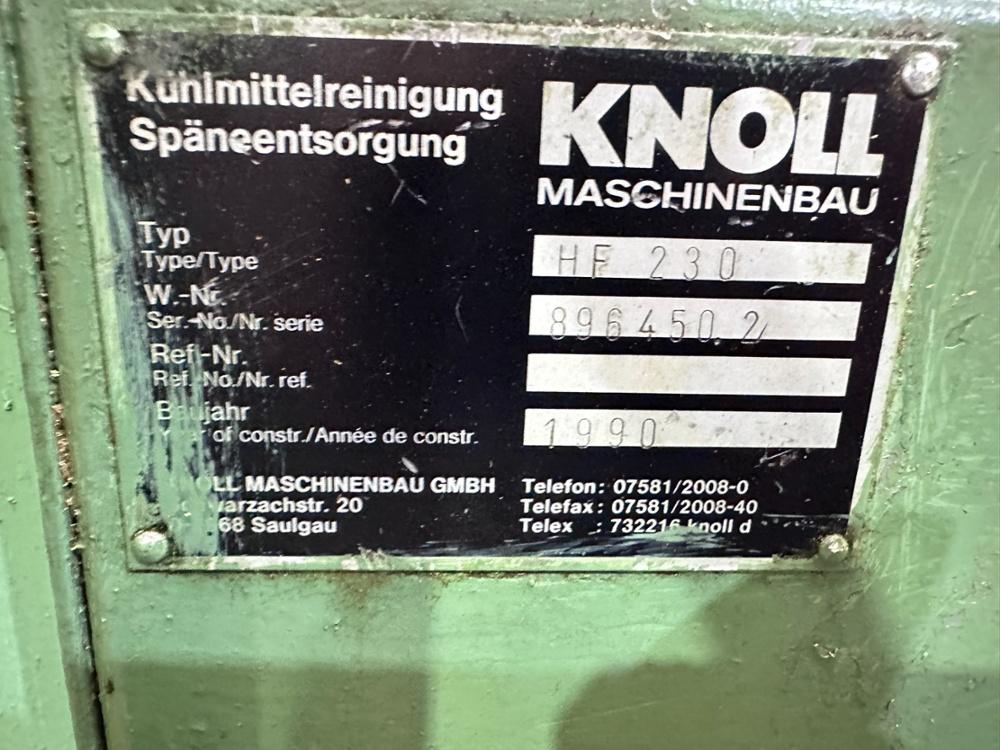 Kühlmittelreinigung
Späneentsorgung
KNOLL
MASCHINENBAU
Typ
Type/Type
HF 230
W.-Nr.
Ser.-No./Nr. serie
896450.2
Ref.-Nr.
Ref. No./Nr. ref.
Baujahr
of constr./Année de constr.
1990
MASCHINENBAU GMBH
20
Saulgau
Telefon: 07581/2008-0
Telefax: 07581/2008-40
Telex : 732216 knoll d